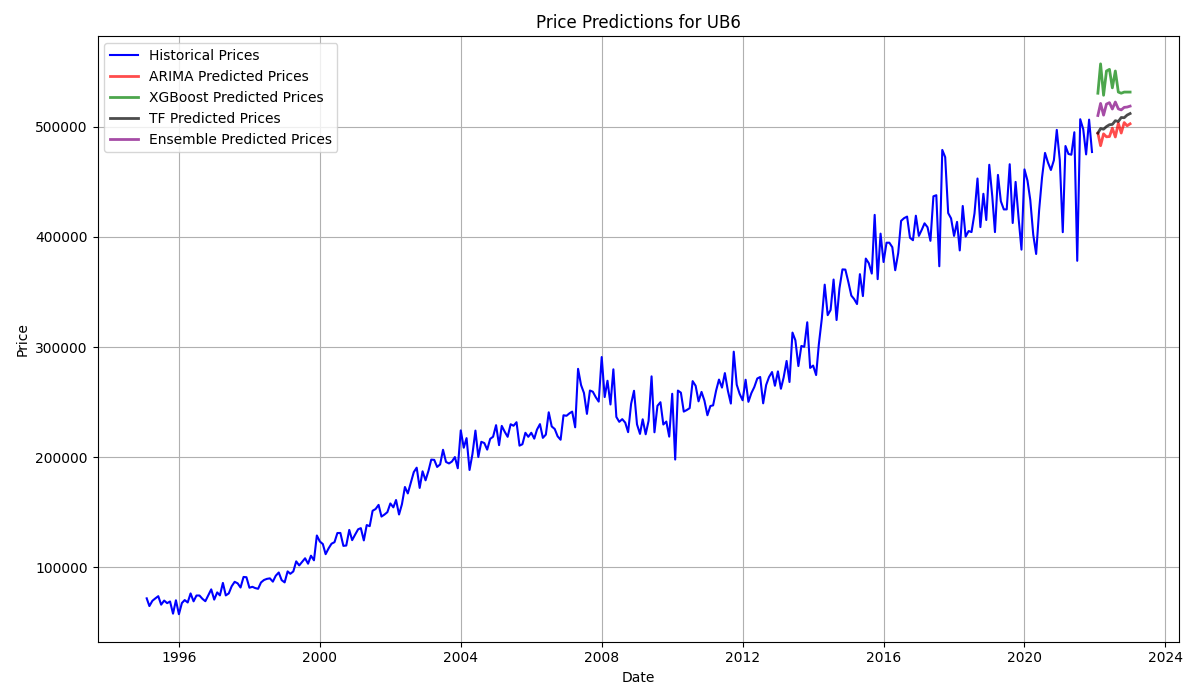 Price Predictions for UB6
Historical Prices
ARIMA Predicted Prices
XGBoost Predicted Prices
TF Predicted Prices
Ensemble Predicted Prices
Price
500000
400000
300000
200000
100000
1996 2000 2004 2008 2012 2016 2020 2024
Date